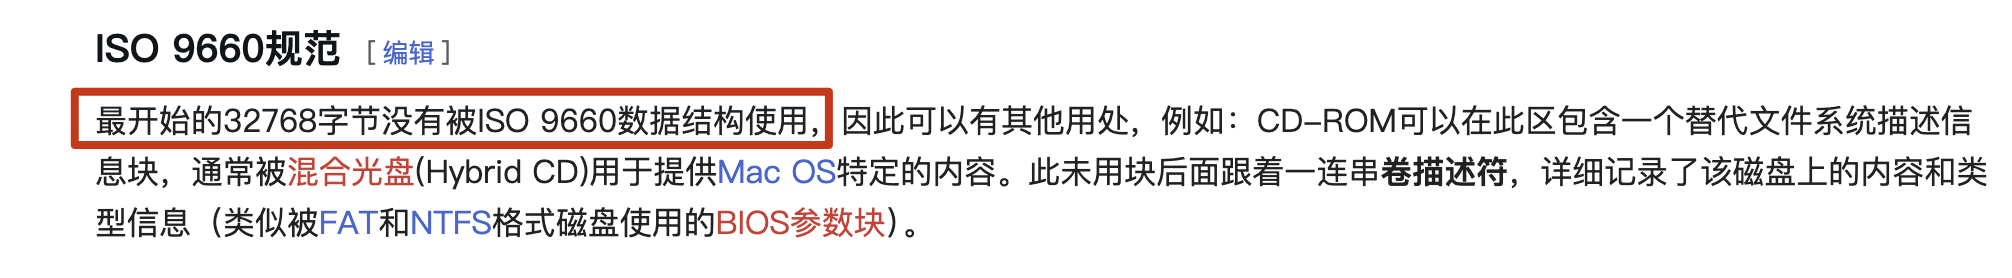 ISO 9660规范 [编辑]
最开始的32768字节没有被ISO 9660数据结构使用，因此可以有其他用处，例如：CD-ROM可以在此区包含一个替代文件系统描述信
息块，通常被混合光盘(Hybrid CD)用于提供Mac OS特定的内容。此未用块后面跟着一连串卷描述符，详细记录了该磁盘上的内容和类
型信息（类似被FAT和NTFS格式磁盘使用的BIOS参数块）。